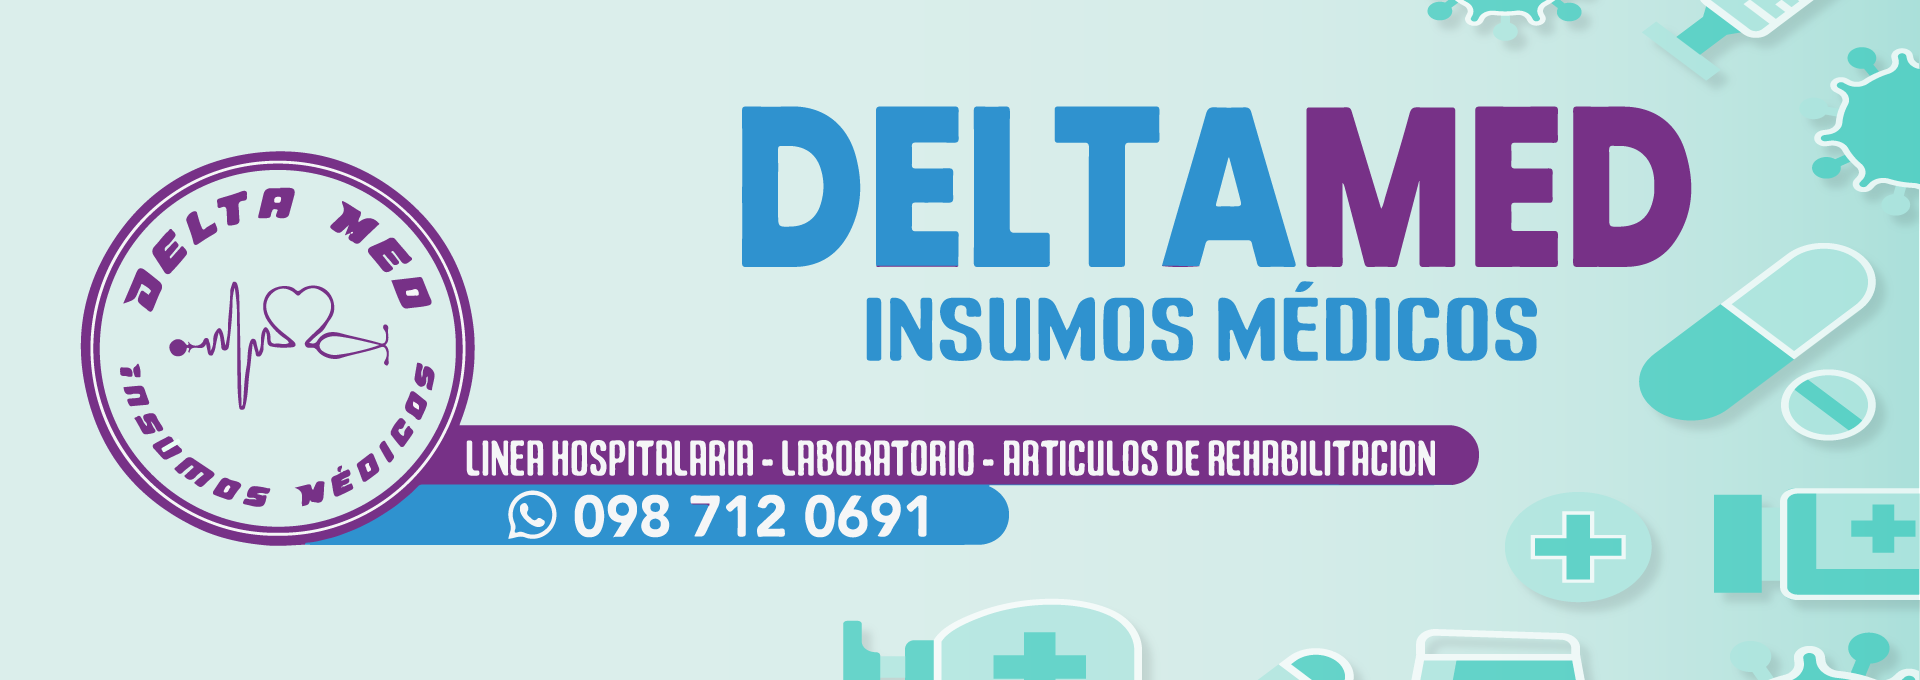 DELTA MED
INSUMOS MÉDICOS
DELTAMED
INSUMOS MÉDICOS
LINEA HOSPITALARIA - LABORATORIO - ARTICULOS DE REHABILITACION
098 712 0691